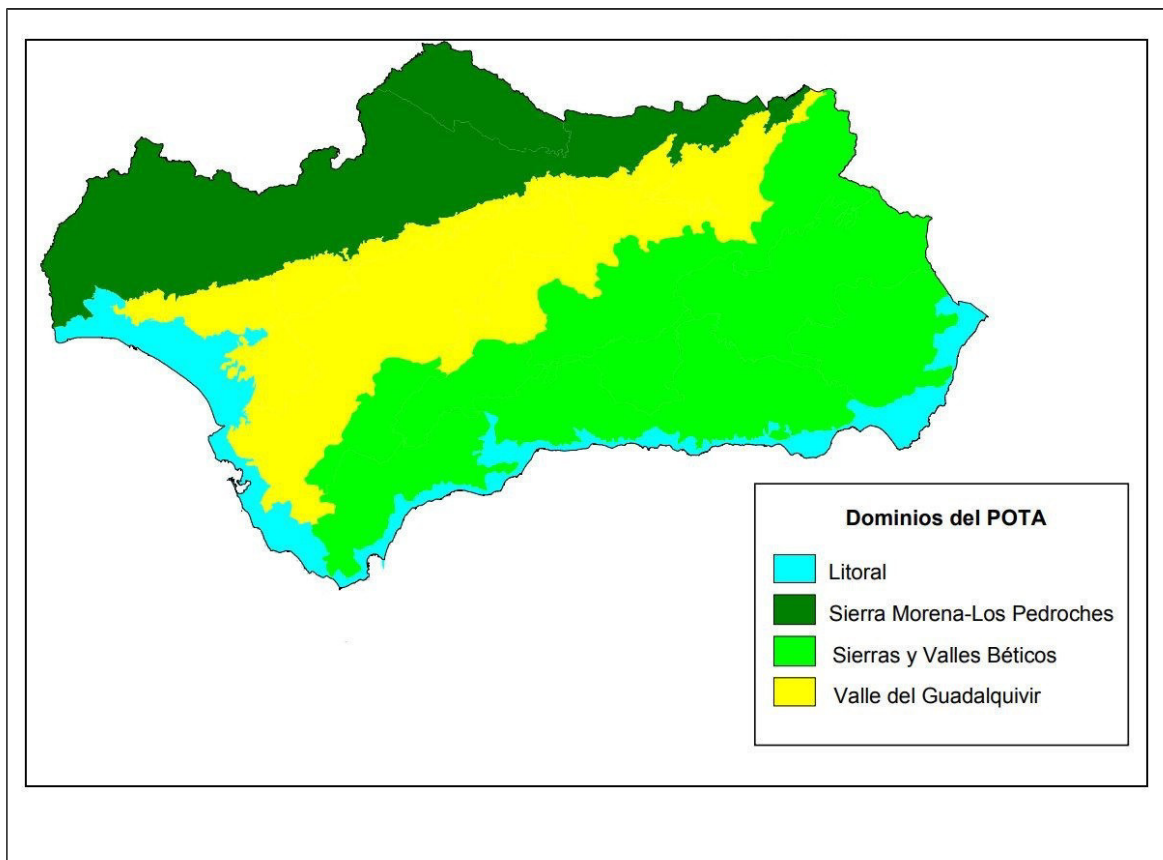 Dominios del POTA
Litoral
Sierra Morena-Los Pedroches
Sierras y Valles Béticos
Valle del Guadalquivir